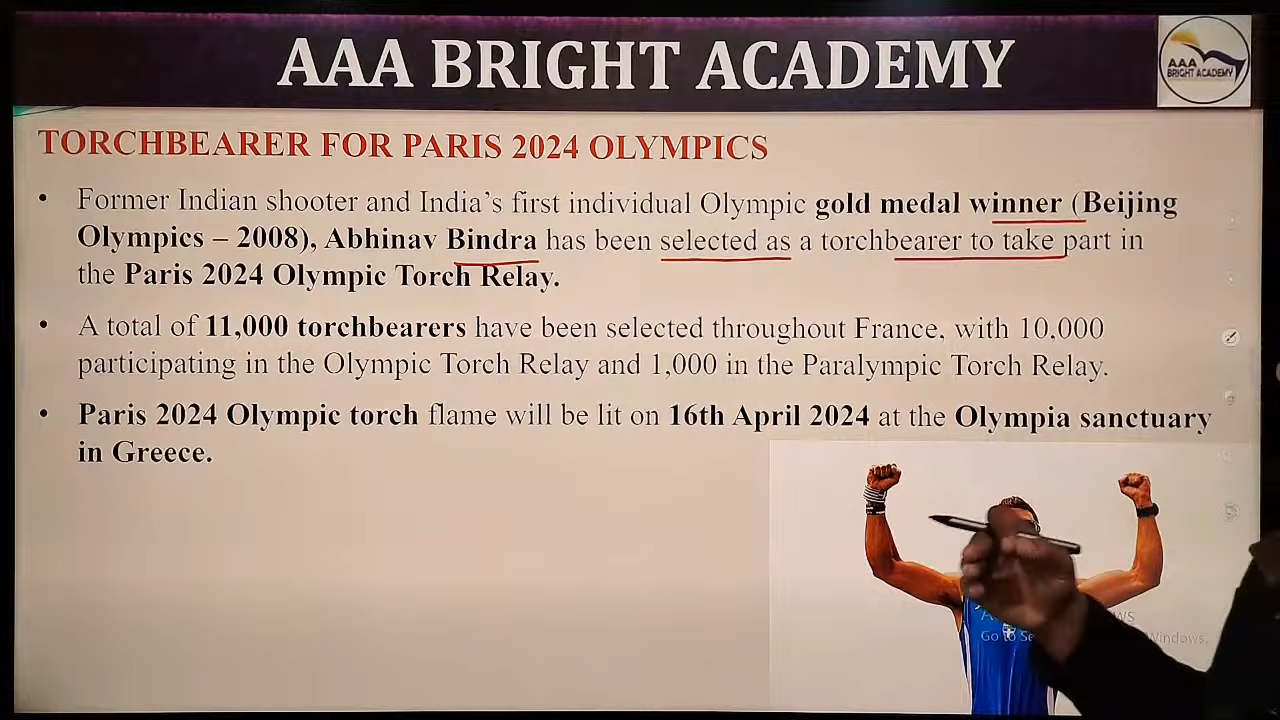 AAA BRIGHT ACADEMY
AAA
BRIGHT ACADEMY
TORCHBEARER FOR PARIS 2024 OLYMPICS
• Former Indian shooter and India's first individual Olympic gold medal winner (Beijing
Olympics – 2008), Abhinav Bindra has been selected as a torchbearer to take part in
the Paris 2024 Olympic Torch Relay.
• A total of 11,000 torchbearers have been selected throughout France, with 10,000
participating in the Olympic Torch Relay and 1,000 in the Paralympic Torch Relay.
• Paris 2024 Olympic torch flame will be lit on 16th April 2024 at the Olympia sanctuary
in Greece.
Go to
Windows.